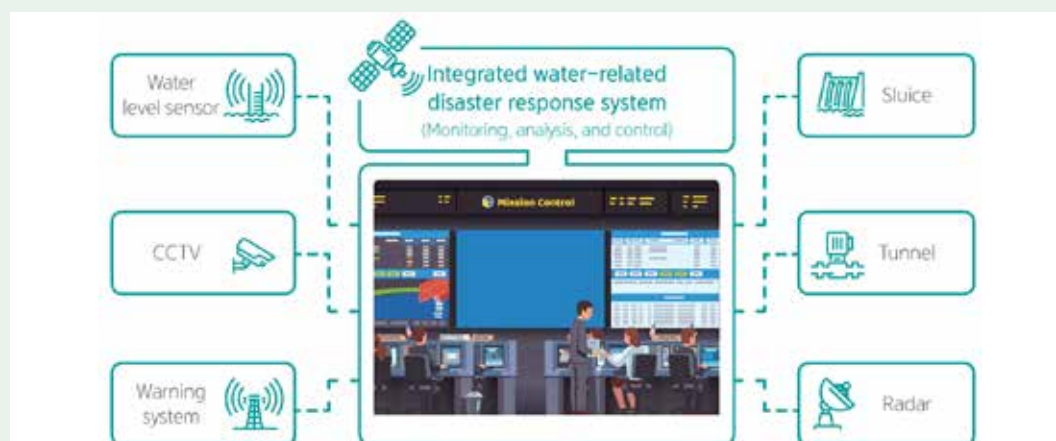 Integrated water-related
disaster response system
(Monitoring, analysis, and control)
Water
level sensor
CCTV
Warning
system
Mission Control
Sluice
Tunnel
Radar